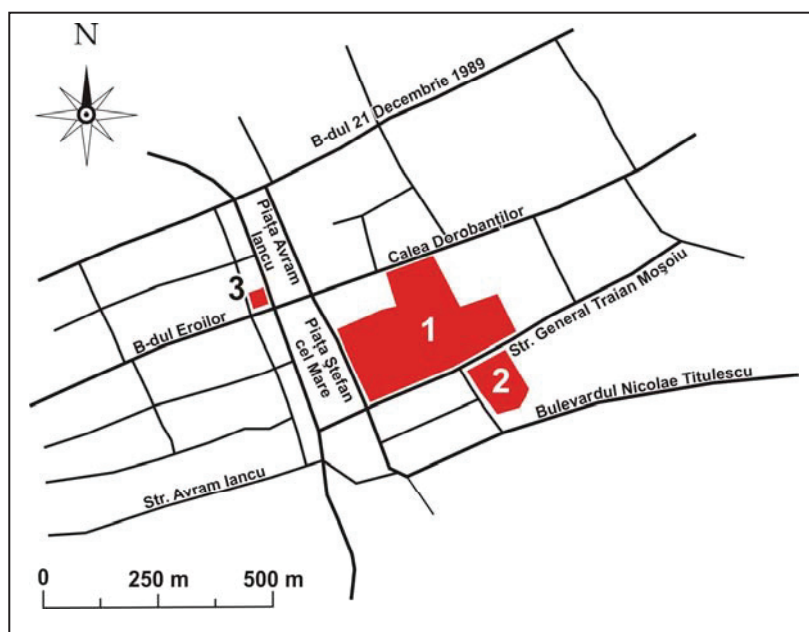 N
B-dul 21 Decembrie 1989
Piața Avram
Iancu
Calea Dorobanților
3
B-dul Eroilor
1
Str. General Traian Moșoiu
Piața Ștefan
cel Mare
2
Bulevardul Nicolae Titulescu
Str. Avram Iancu
0 250 m 500 m